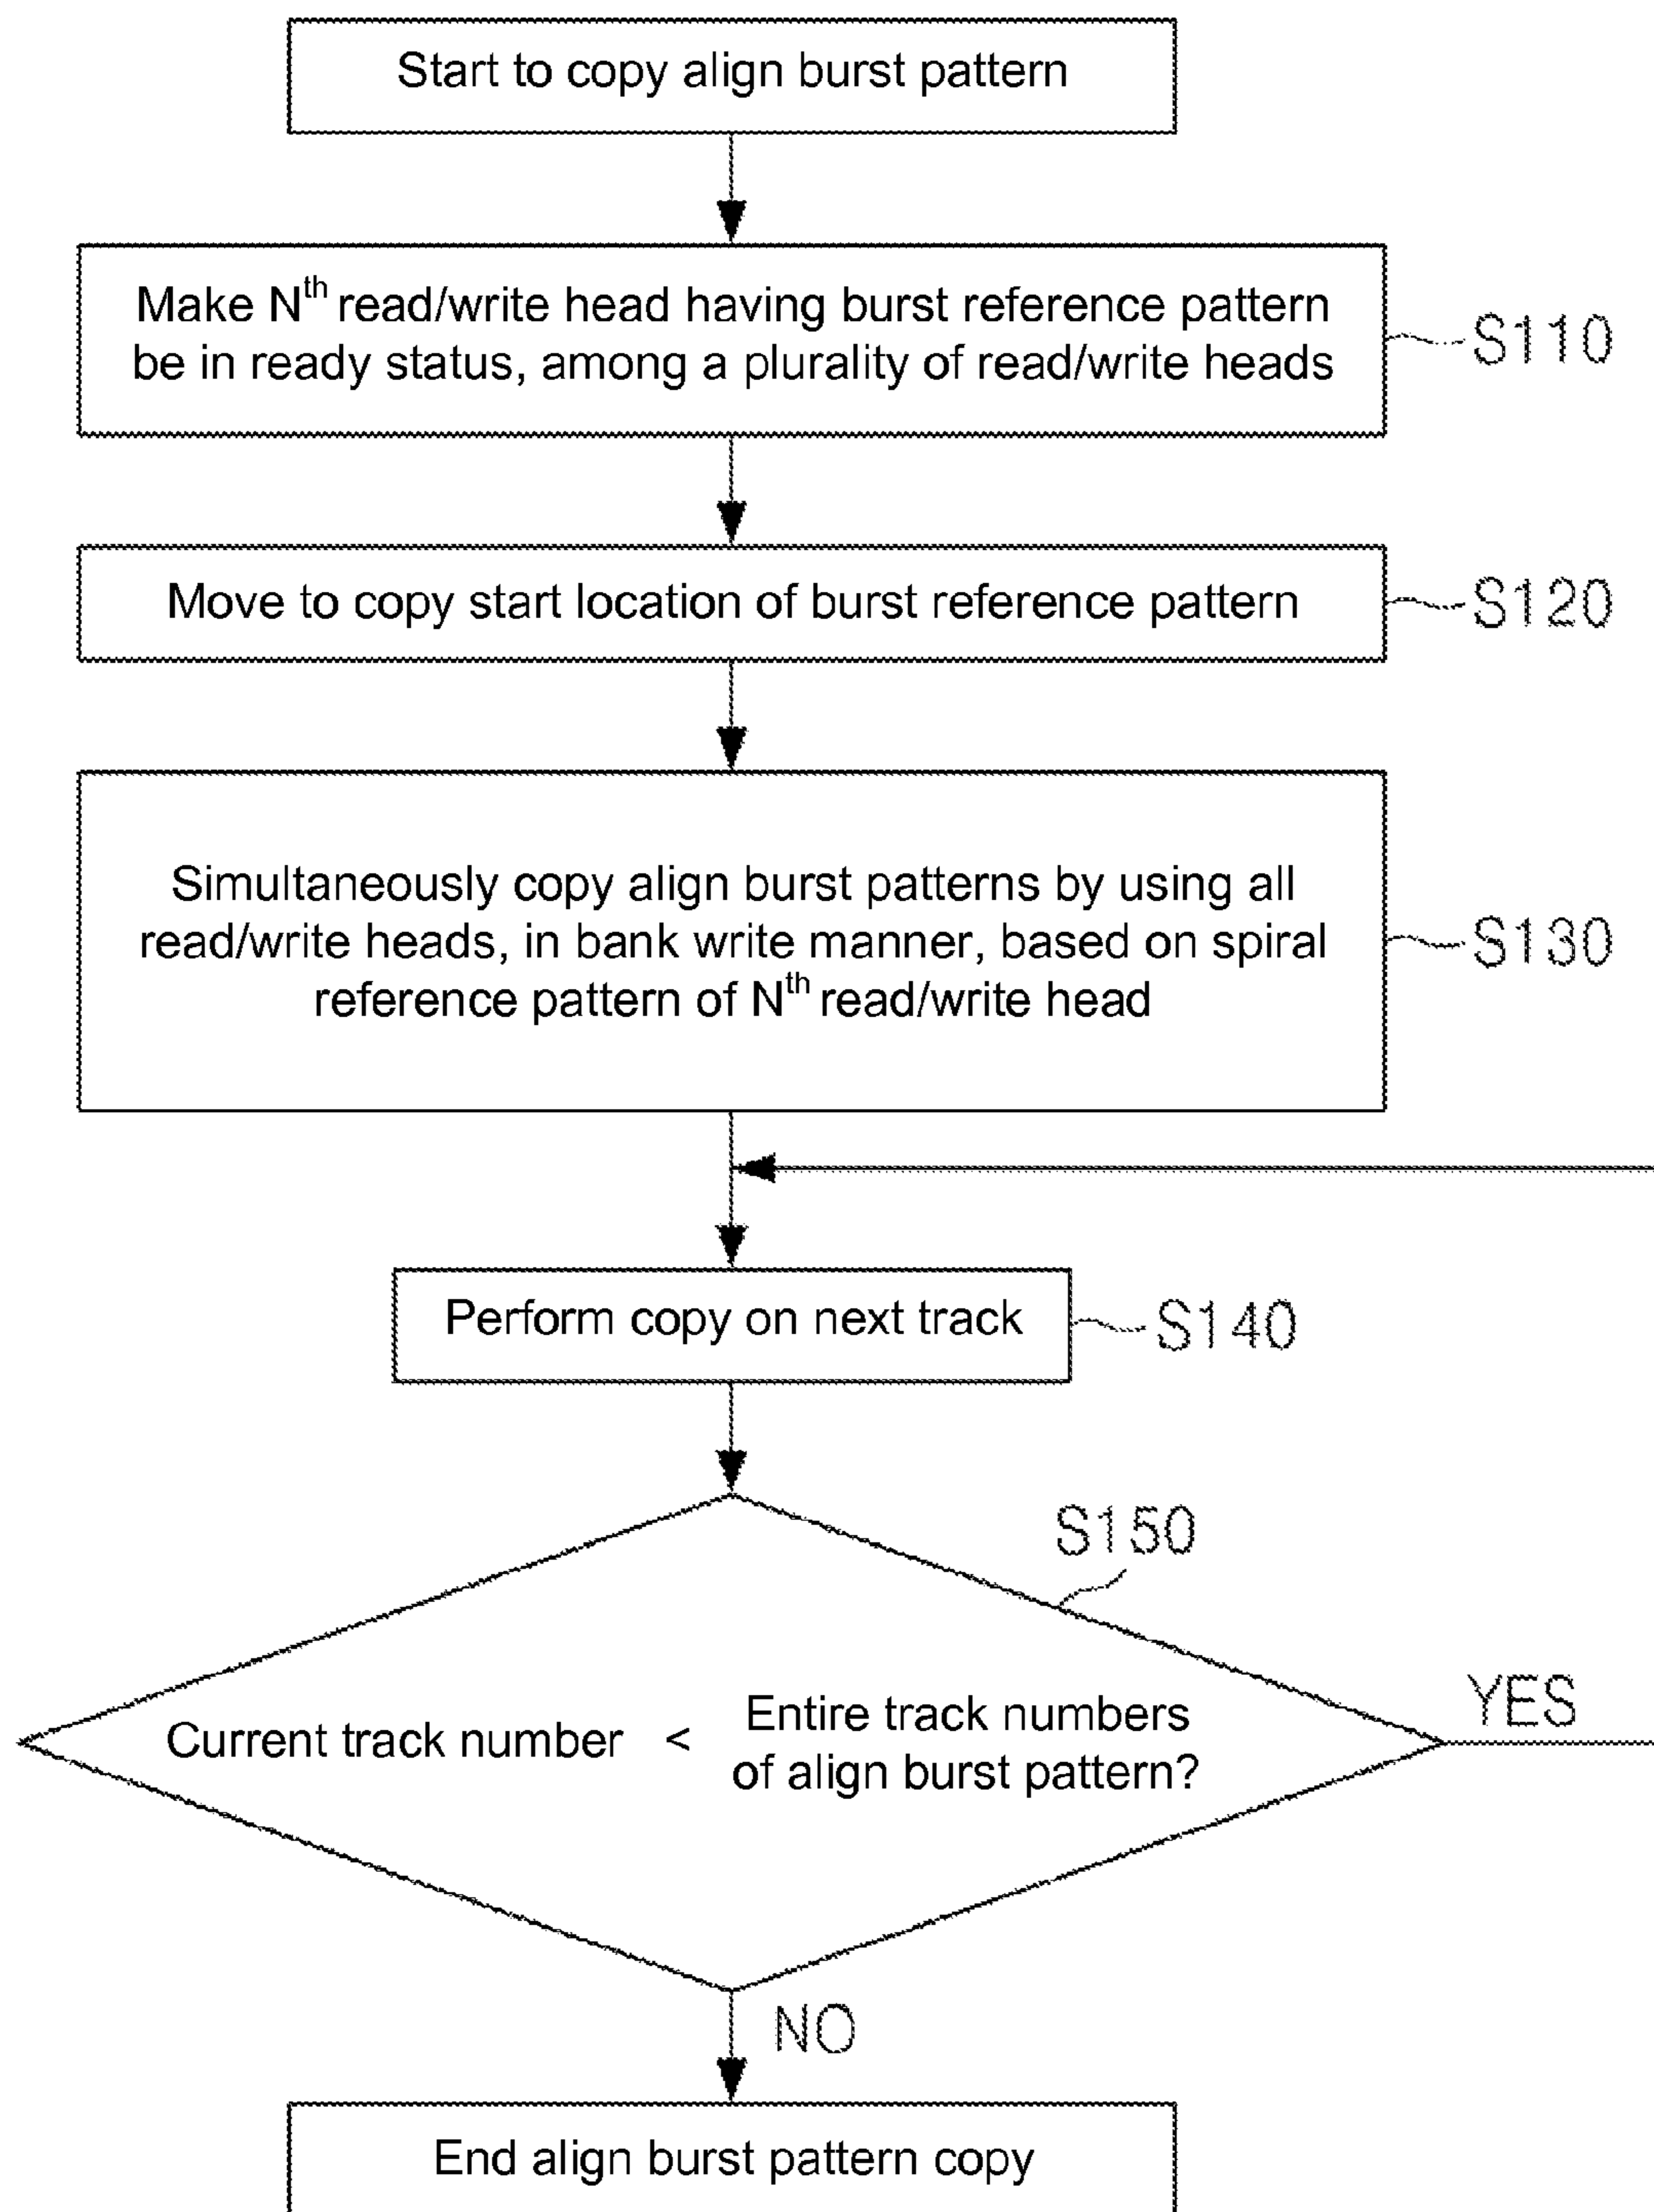 Start to copy align burst pattern
Make Nth read/write head having burst reference pattern
be in ready status, among a plurality of read/write heads
S110
Move to copy start location of burst reference pattern
S120
Simultaneously copy align burst patterns by using all
read/write heads, in bank write manner, based on spiral
reference pattern of Nth read/write head
S130
Perform copy on next track
S140
S150
Current track number < Entire track numbers
of align burst pattern?
YES
NO
End align burst pattern copy